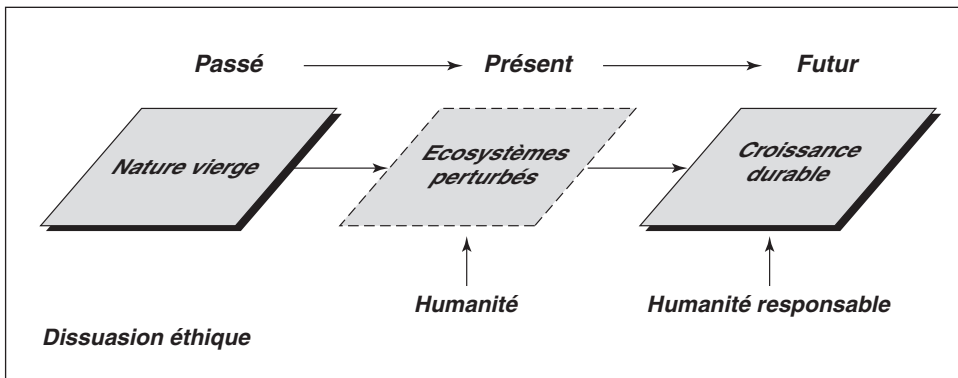 Passé Présent Futur
Nature vierge
Ecosystèmes
perturbés
Croissance
durable
Humanité
Humanité responsable
Dissuasion éthique